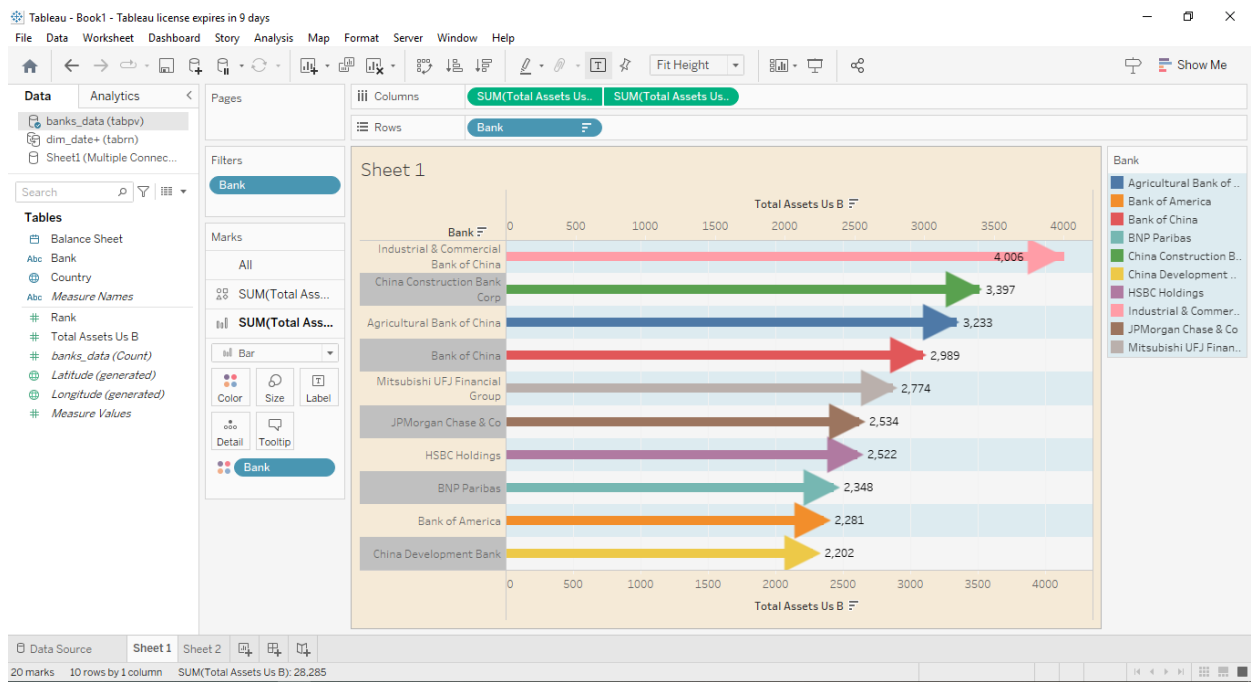 Tableau - Book1 - Tableau license expires in 9 days
File Data Worksheet Dashboard Story Analysis Map Format Server Window Help
Fit Height
Show Me
Data Analytics
banks_data (tabpv)
dim_date+ (tabrn)
Sheet1 (Multiple Connec...
Search
Tables
Balance Sheet
Abc Bank
Country
Abc Measure Names
# Rank
# Total Assets Us B
# banks_data (Count)
Latitude (generated)
Longitude (generated)
# Measure Values
Pages
Filters
Bank
Marks
All
SUM(Total Ass...
SUM(Total Ass...
Bar
Color Size Label
Detail Tooltip
Bank
Columns SUM(Total Assets Us.. SUM(Total Assets Us..
Rows Bank
Sheet 1
Total Assets Us B
Bank 0 500 1000 1500 2000 2500 3000 3500 4000
Industrial & Commercial
Bank of China
4,006
China Construction Bank
Corp
3,397
Agricultural Bank of China 3,233
Bank of China 2,989
Mitsubishi UFJ Financial
Group
2,774
JPMorgan Chase & Co 2,534
HSBC Holdings 2,522
BNP Paribas 2,348
Bank of America 2,281
China Development Bank 2,202
0 500 1000 1500 2000 2500 3000 3500 4000
Total Assets Us B
Bank
Agricultural Bank of ..
Bank of America
Bank of China
BNP Paribas
China Construction B..
China Development ..
HSBC Holdings
Industrial & Commer..
JPMorgan Chase & Co
Mitsubishi UFJ Finan..
Data Source Sheet 1 Sheet 2
20 marks 10 rows by 1 column SUM(Total Assets Us B): 28,285